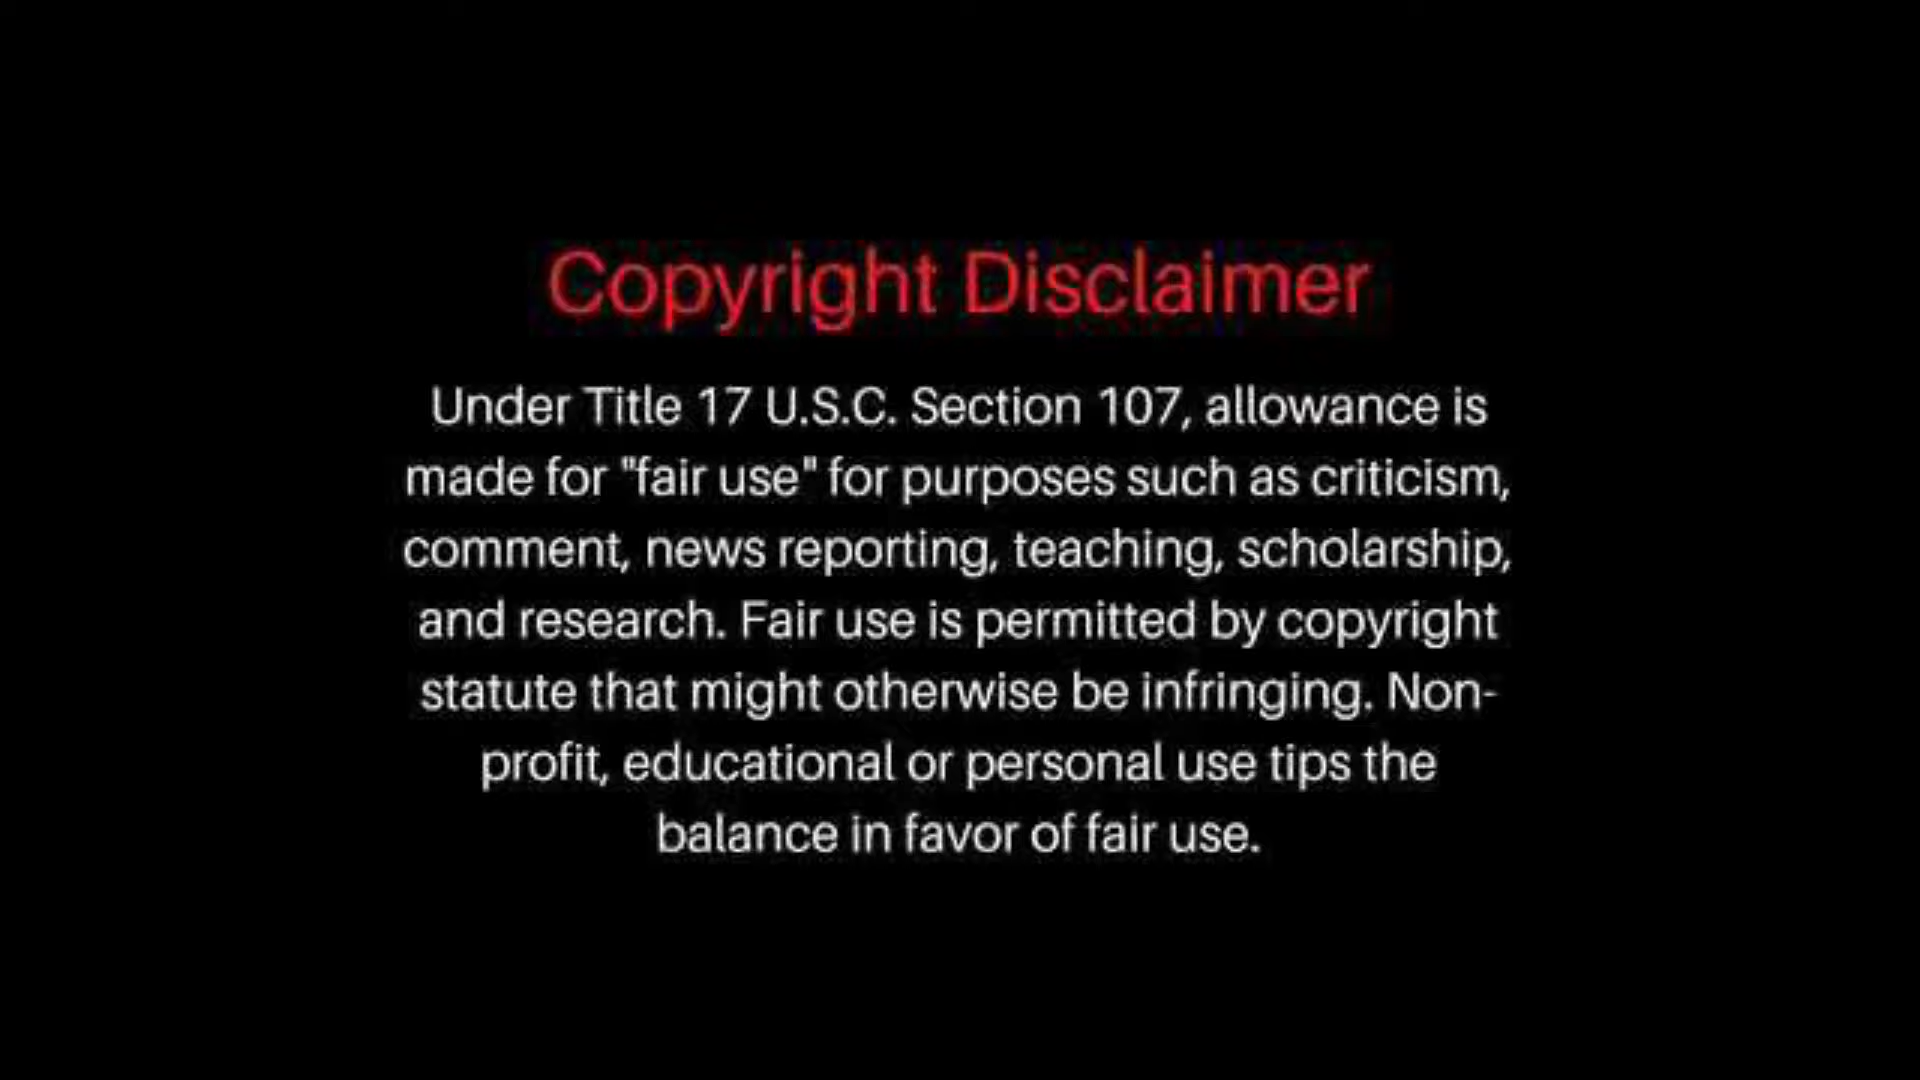 Copyright Disclaimer
Under Title 17 U.S.C. Section 107, allowance is
made for "fair use" for purposes such as criticism,
comment, news reporting, teaching, scholarship,
and research. Fair use is permitted by copyright
statute that might otherwise be infringing. Non-
profit, educational or personal use tips the
balance in favor of fair use.